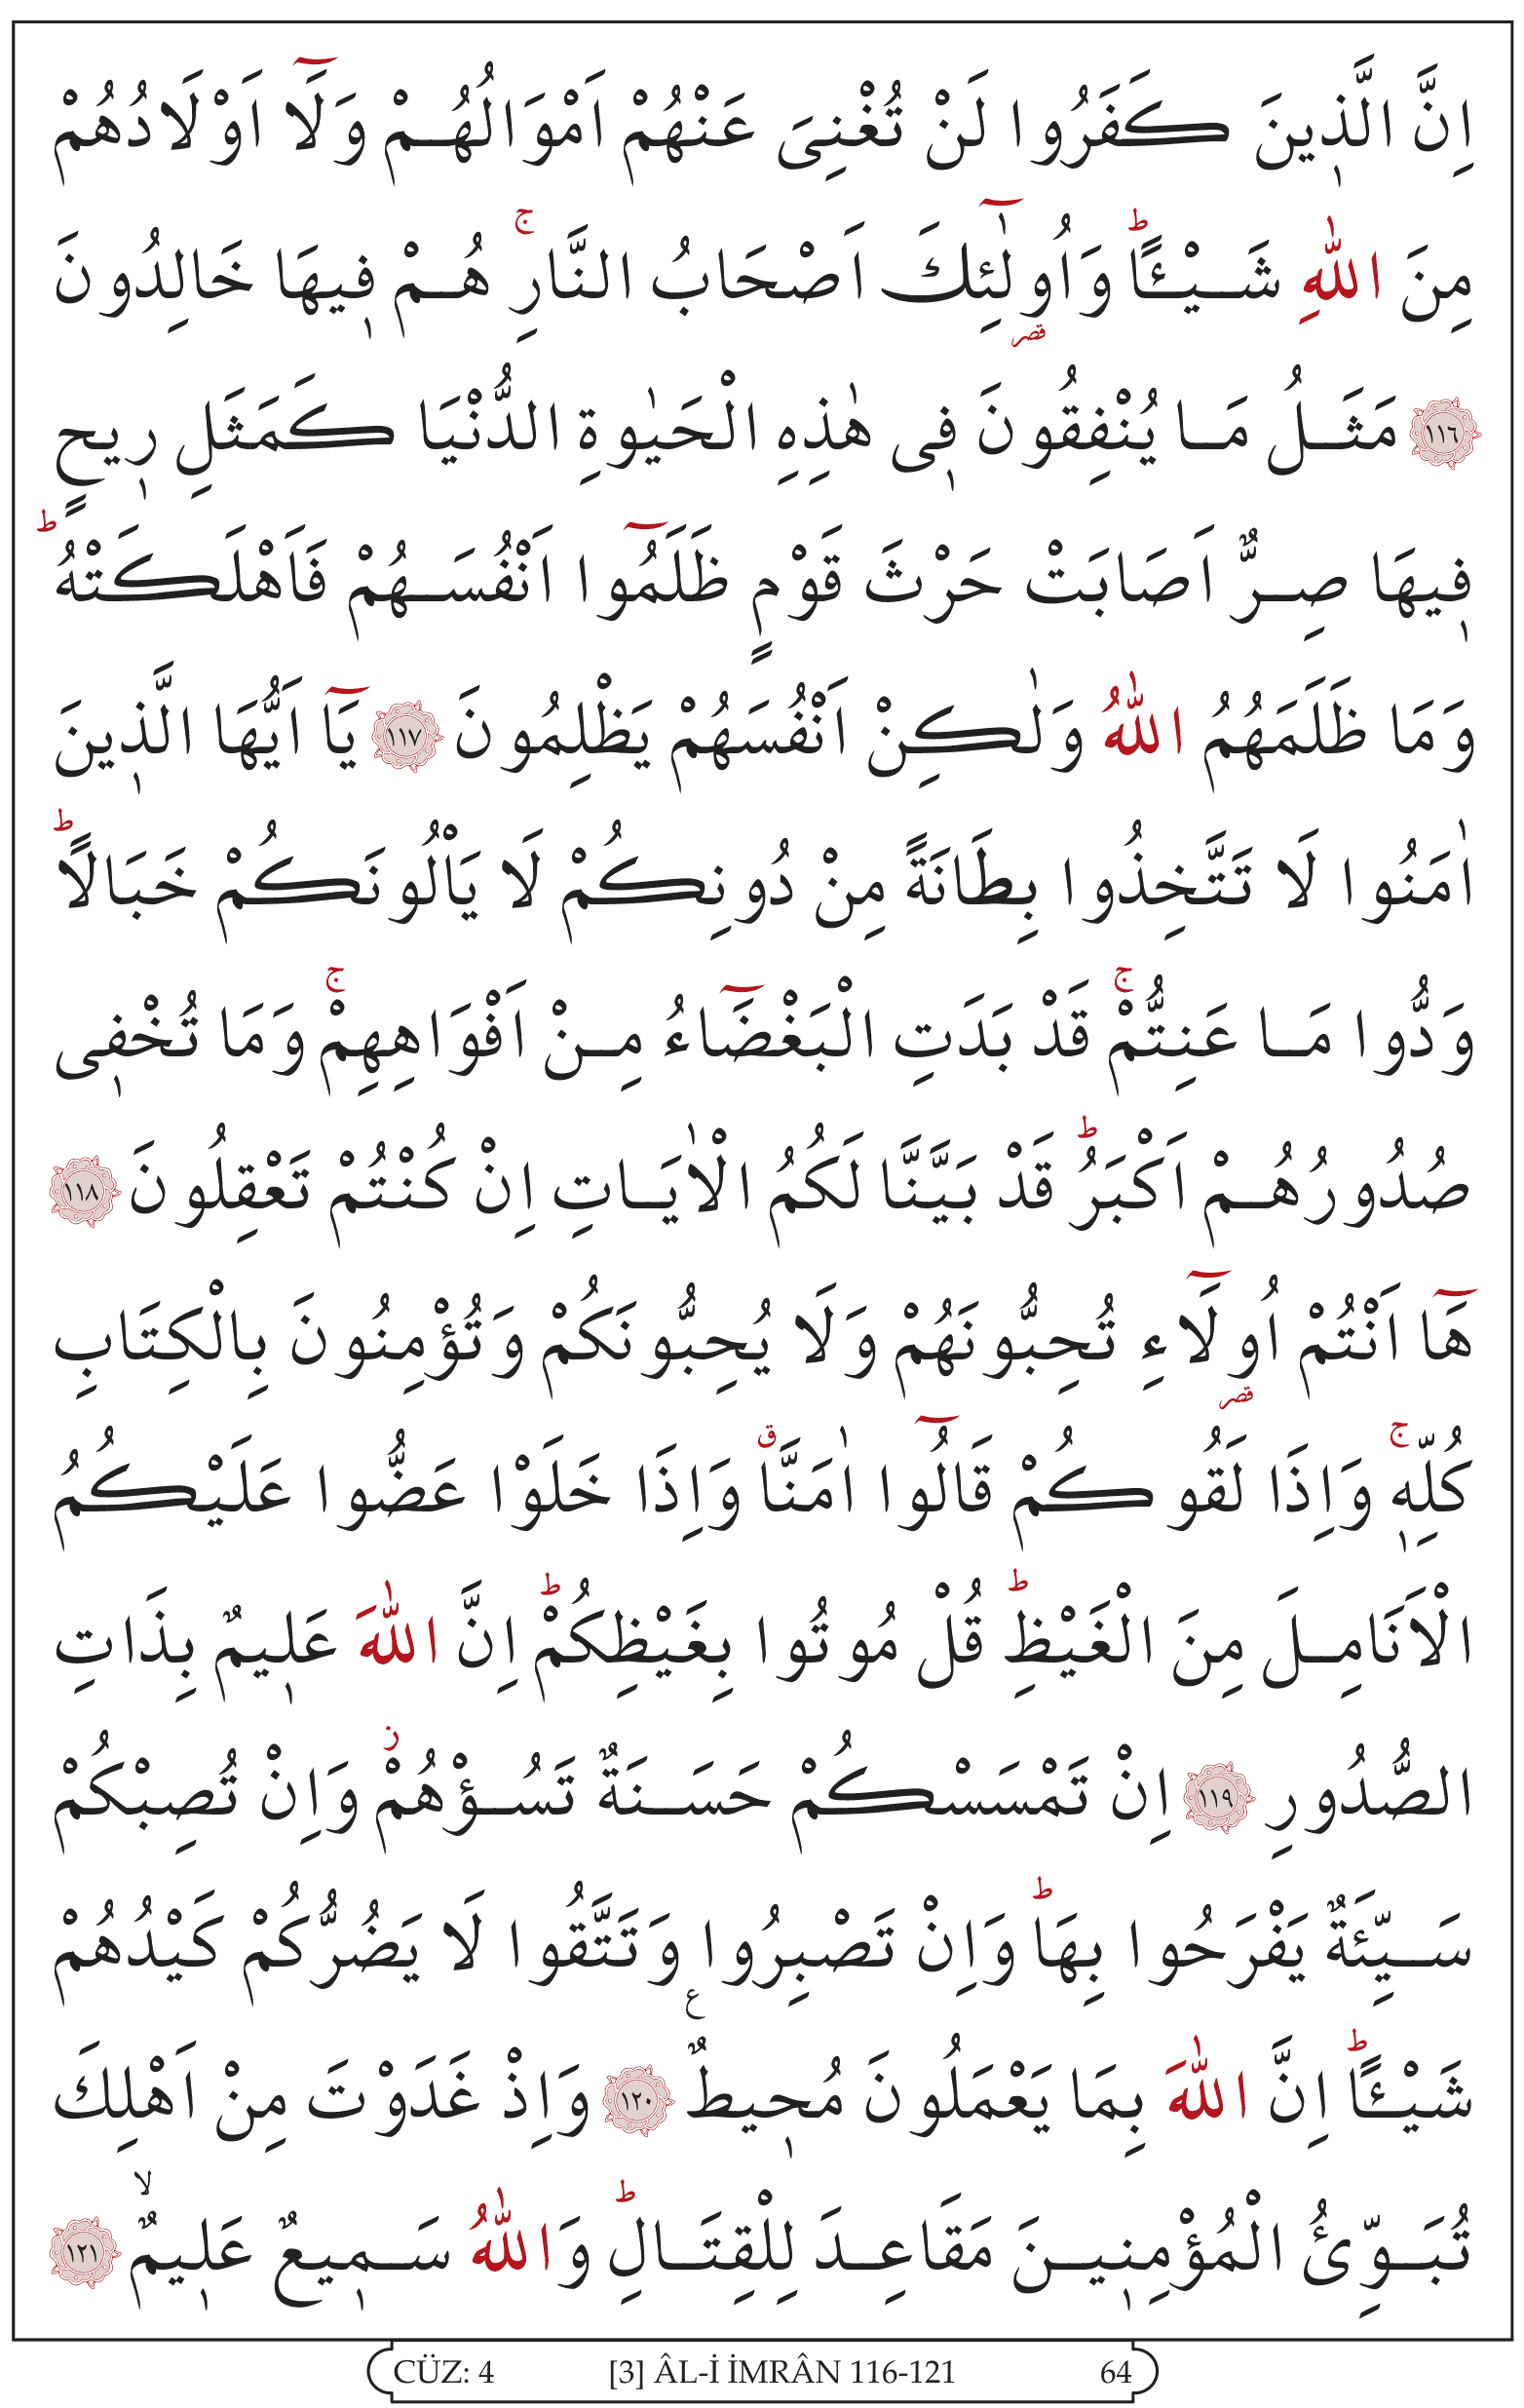 اِنَّ الَّذ۪ينَ كَفَرُوا لَنْ تُغْنِيَ عَنْهُمْ اَمْوَالُهُمْ وَلَٓا اَوْلَادُهُمْ
مِنَ اللّٰهِ شَيْـًٔاۜ وَاُو۬لٰٓئِكَ اَصْحَابُ النَّارِۚ هُمْ ف۪يهَا خَالِدُونَ
﴿١١٦﴾ مَثَلُ مَا يُنْفِقُونَ ف۪ي هٰذِهِ الْحَيٰوةِ الدُّنْيَا كَمَثَلِ ر۪يحٍ
ف۪يهَا صِرٌّ اَصَابَتْ حَرْثَ قَوْمٍ ظَلَمُٓوا اَنْفُسَهُمْ فَاَهْلَكَتْهُۜ
وَمَا ظَلَمَهُمُ اللّٰهُ وَلٰكِنْ اَنْفُسَهُمْ يَظْلِمُونَ ﴿١١٧﴾ يَٓا اَيُّهَا الَّذ۪ينَ
اٰمَنُوا لَا تَتَّخِذُوا بِطَانَةً مِنْ دُونِكُمْ لَا يَاْلُونَكُمْ خَبَالًاۜ
وَدُّوا مَا عَنِتُّمْۚ قَدْ بَدَتِ الْبَغْضَٓاءُ مِنْ اَفْوَاهِهِمْۚ وَمَا تُخْف۪ي
صُدُورُهُمْ اَكْبَرُۜ قَدْ بَيَّنَّا لَكُمُ الْاٰيَاتِ اِنْ كُنْتُمْ تَعْقِلُونَ ﴿١١٨﴾
هَٓا اَنْتُمْ اُو۬لَٓاءِ تُحِبُّونَهُمْ وَلَا يُحِبُّونَكُمْ وَتُؤْمِنُونَ بِالْكِتَابِ
كُلِّه۪ۚ وَاِذَا لَقُوكُمْ قَالُٓوا اٰمَنَّاۗ وَاِذَا خَلَوْا عَضُّوا عَلَيْكُمُ
الْاَنَامِلَ مِنَ الْغَيْظِۜ قُلْ مُوتُوا بِغَيْظِكُمْۜ اِنَّ اللّٰهَ عَل۪يمٌ بِذَاتِ
الصُّدُورِ ﴿١١٩﴾ اِنْ تَمْسَسْكُمْ حَسَنَةٌ تَسُؤْهُمْۘ وَاِنْ تُصِبْكُمْ
سَيِّئَةٌ يَفْرَحُوا بِهَاۜ وَاِنْ تَصْبِرُوا وَتَتَّقُوا لَا يَضُرُّكُمْ كَيْدُهُمْ
شَيْـًٔاۜ اِنَّ اللّٰهَ بِمَا يَعْمَلُونَ مُح۪يطٌ۟ ﴿١٢٠﴾ وَاِذْ غَدَوْتَ مِنْ اَهْلِكَ
تُبَوِّئُ الْمُؤْمِن۪ينَ مَقَاعِدَ لِلْقِتَالِۜ وَاللّٰهُ سَم۪يعٌ عَل۪يمٌۙ ﴿١٢١﴾
CÜZ: 4 [3] ÂL-İ İMRÂN 116-121 64